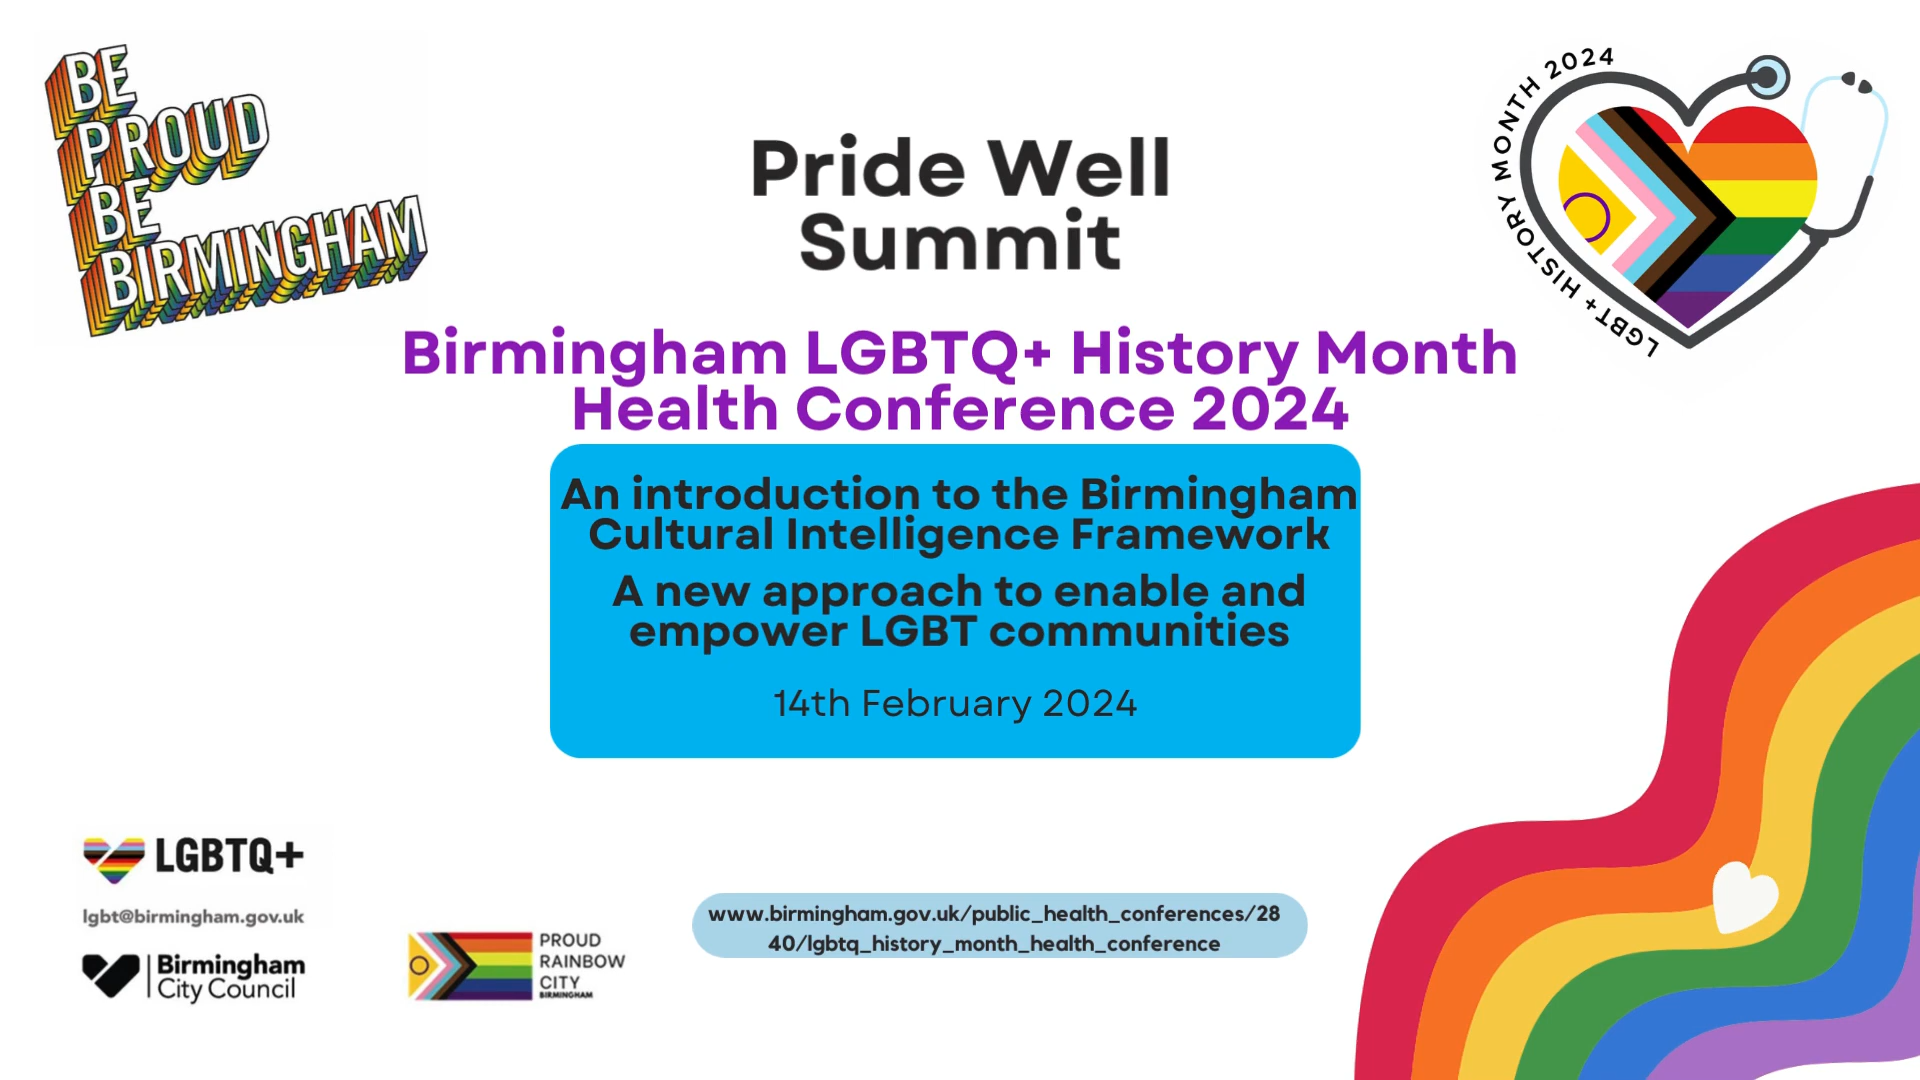 BE
PROUD
BE
BIRMINGHAM
Pride Well
Summit
LGBT+ HISTORY MONTH 2024
Birmingham LGBTQ+ History Month
Health Conference 2024
An introduction to the Birmingham
Cultural Intelligence Framework
A new approach to enable and
empower LGBT communities
14th February 2024
LGBTQ+
lgbt@birmingham.gov.uk
Birmingham
City Council
PROUD
RAINBOW
CITY
BIRMINGHAM
www.birmingham.gov.uk/public_health_conferences/28
40/lgbtq_history_month_health_conference